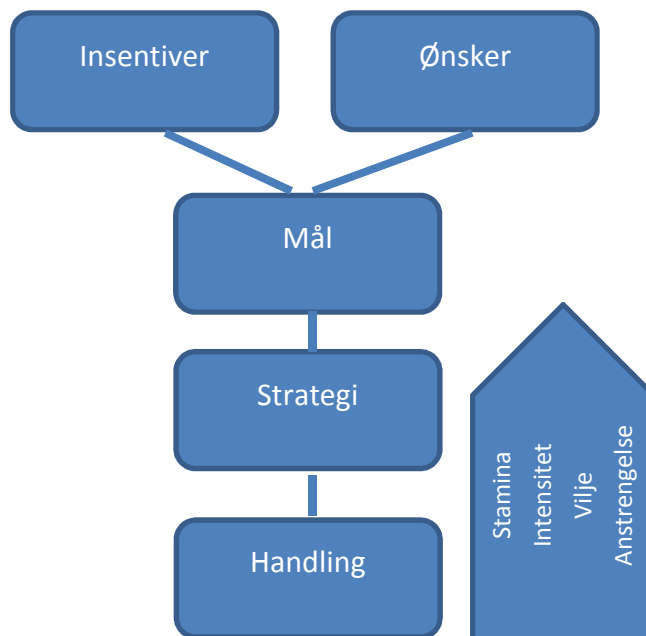 Insentiver
Ønsker
Mål
Strategi
Handling
Stamina
Intensitet
Vilje
Anstrengelse